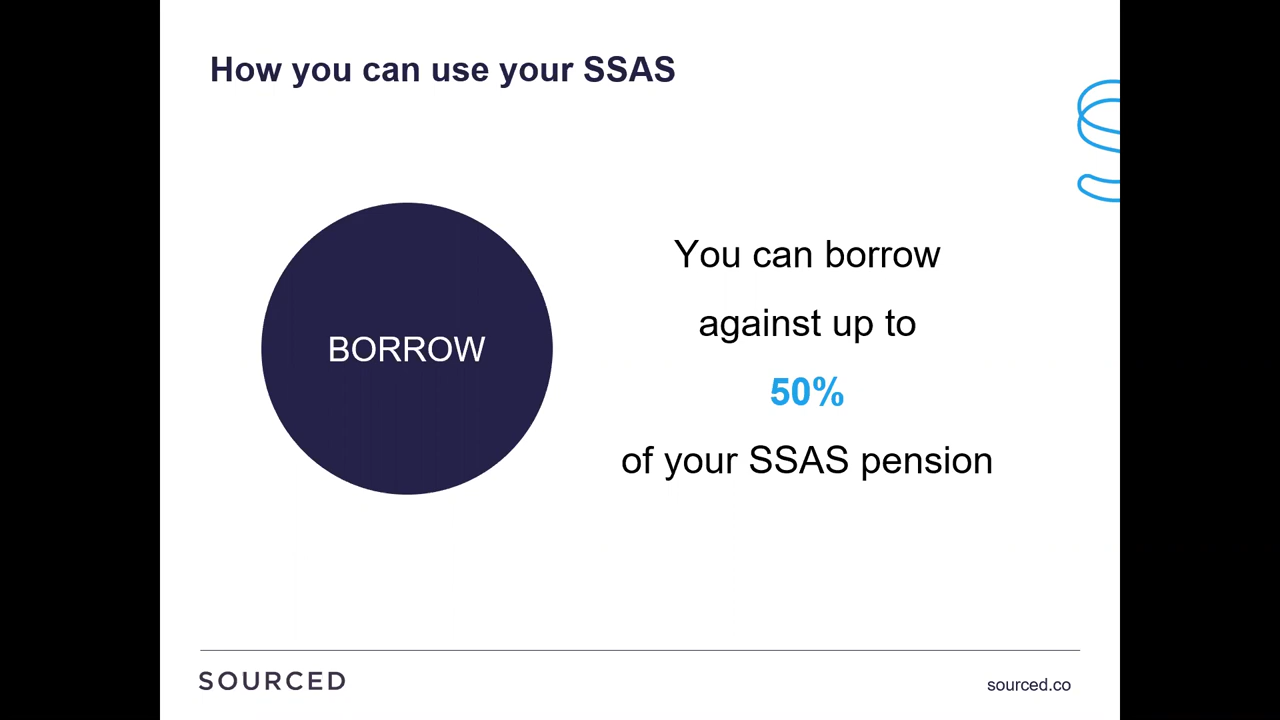 How you can use your SSAS
BORROW
You can borrow
against up to
50%
of your SSAS pension
SOURCED
sourced.co